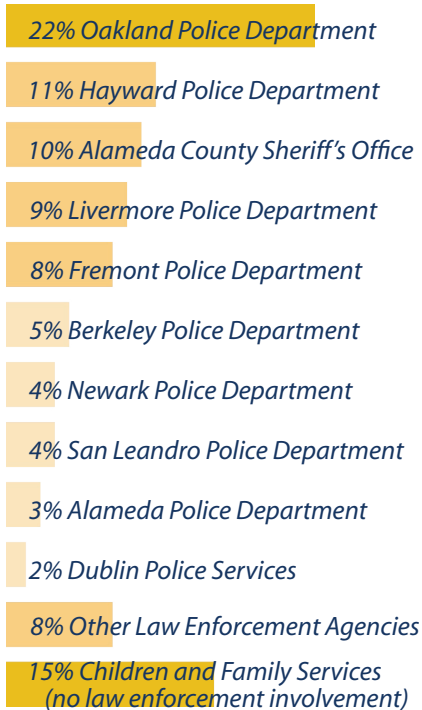 22% Oakland Police Department
11% Hayward Police Department
10% Alameda County Sheriff's Office
9% Livermore Police Department
8% Fremont Police Department
5% Berkeley Police Department
4% Newark Police Department
4% San Leandro Police Department
3% Alameda Police Department
2% Dublin Police Services
8% Other Law Enforcement Agencies
15% Children and Family Services
(no law enforcement involvement)